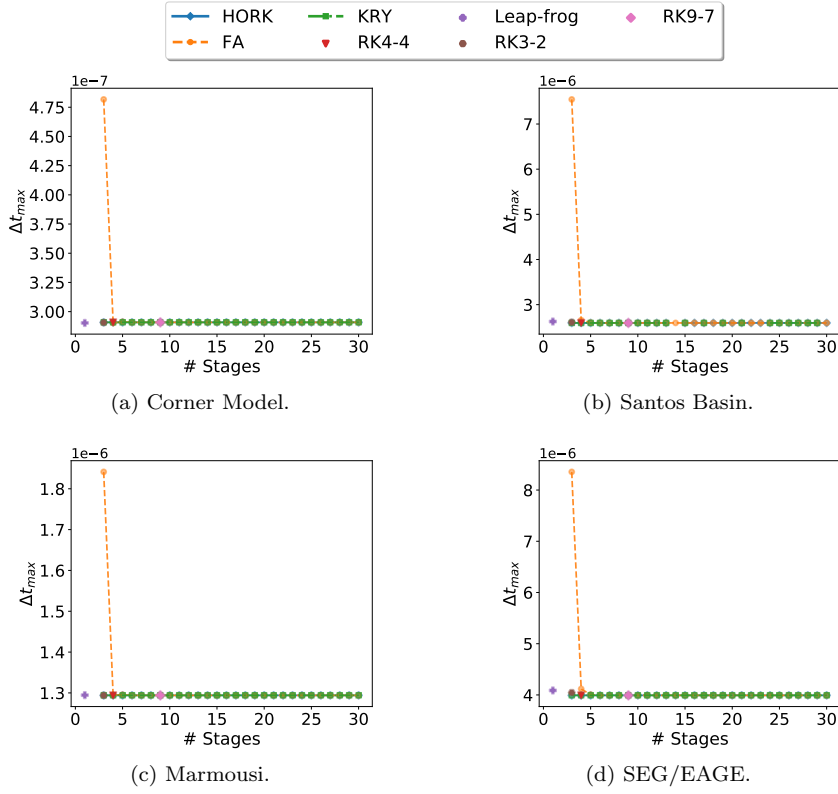 HORK KRY Leap-frog RK9-7
FA RK4-4 RK3-2
1e−7
4.75
4.50
4.25
4.00
3.75
3.50
3.25
3.00
Δt_max
0 5 10 15 20 25 30
# Stages
(a) Corner Model.
1e−6
7
6
5
4
3
Δt_max
0 5 10 15 20 25 30
# Stages
(b) Santos Basin.
1e−6
1.8
1.7
1.6
1.5
1.4
1.3
Δt_max
0 5 10 15 20 25 30
# Stages
(c) Marmousi.
1e−6
8
7
6
5
4
Δt_max
0 5 10 15 20 25 30
# Stages
(d) SEG/EAGE.